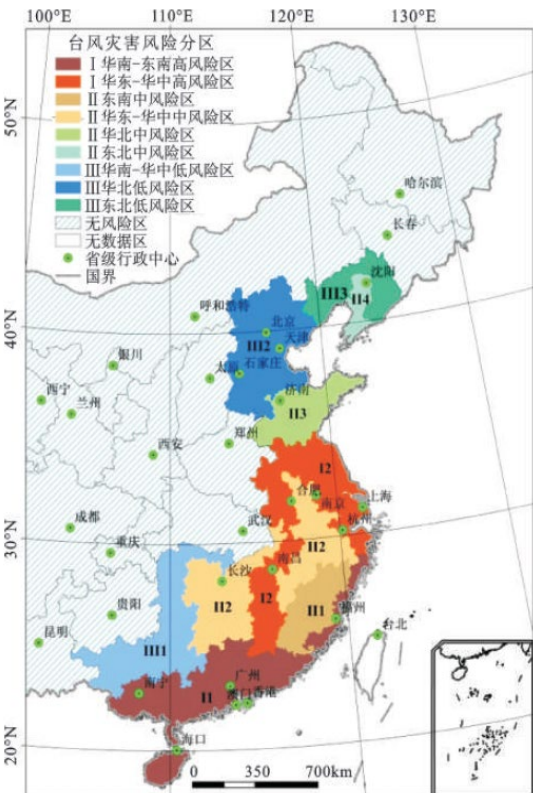 100°E
110°E
120°E
130°E
台风灾害风险分区
Ⅰ华南-东南高风险区
Ⅰ华东-华中高风险区
Ⅱ东南中风险区
Ⅱ华东-华中中风险区
Ⅱ华北中风险区
Ⅱ东北中风险区
Ⅲ华南-华中低风险区
Ⅲ华北低风险区
Ⅲ东北低风险区
无风险区
无数据区
省级行政中心
国界
50°N
40°N
30°N
20°N
哈尔滨
长春
沈阳
III3
II4
呼和浩特
北京
天津
III2
银川
太原
石家庄
西宁
兰州
济南
II3
郑州
西安
I2
合肥
南京
上海
成都
武汉
杭州
重庆
II2
南昌
长沙
II2
I2
贵阳
II1
福州
昆明
III1
台北
广州
南宁
I1
澳门
香港
海口
0 350 700km